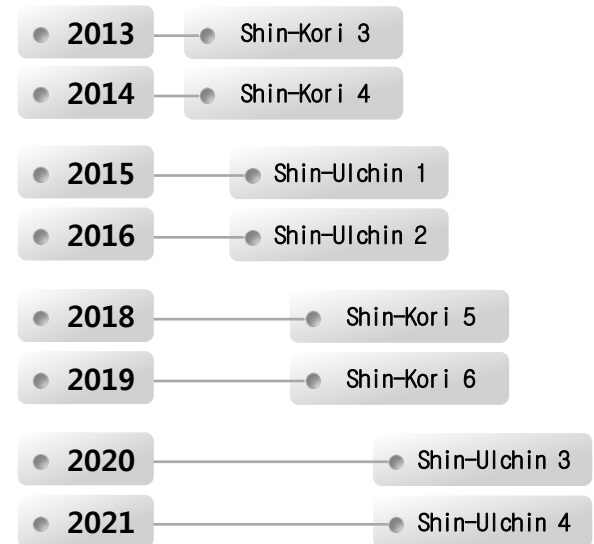 2013 Shin-Kori 3
2014 Shin-Kori 4
2015 Shin-Ulchin 1
2016 Shin-Ulchin 2
2018 Shin-Kori 5
2019 Shin-Kori 6
2020 Shin-Ulchin 3
2021 Shin-Ulchin 4